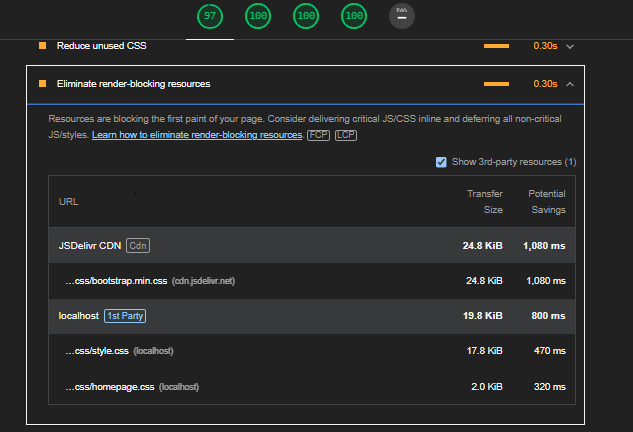 97 100 100 100 PWA
Reduce unused CSS 0.30s
Eliminate render-blocking resources 0.30s
Resources are blocking the first paint of your page. Consider delivering critical JS/CSS inline and deferring all non-critical
JS/styles. Learn how to eliminate render-blocking resources. FCP LCP
Show 3rd-party resources (1)
URL Transfer Size Potential Savings
JSDelivr CDN Cdn 24.8 KiB 1,080 ms
…css/bootstrap.min.css (cdn.jsdelivr.net) 24.8 KiB 1,080 ms
localhost 1st Party 19.8 KiB 800 ms
…css/style.css (localhost) 17.8 KiB 470 ms
…css/homepage.css (localhost) 2.0 KiB 320 ms